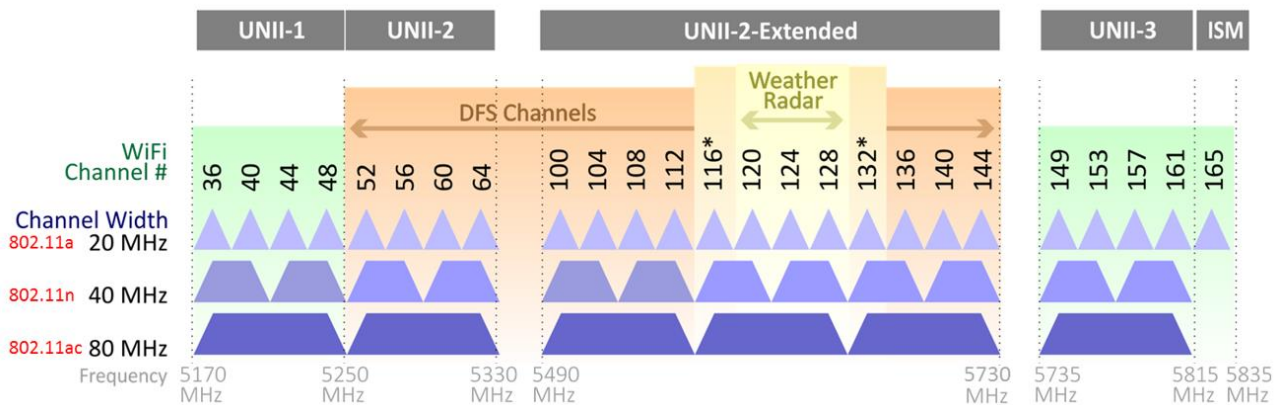 UNII-1 UNII-2 UNII-2-Extended UNII-3 ISM
Weather
Radar
DFS Channels
WiFi
Channel #
36 40 44 48 52 56 60 64 100 104 108 112 116* 120 124 128 132* 136 140 144 149 153 157 161 165
Channel Width
802.11a 20 MHz
802.11n 40 MHz
802.11ac 80 MHz
Frequency 5170 5250 5330 5490 5730 5735 5815 5835
MHz MHz MHz MHz MHz MHz MHz MHz